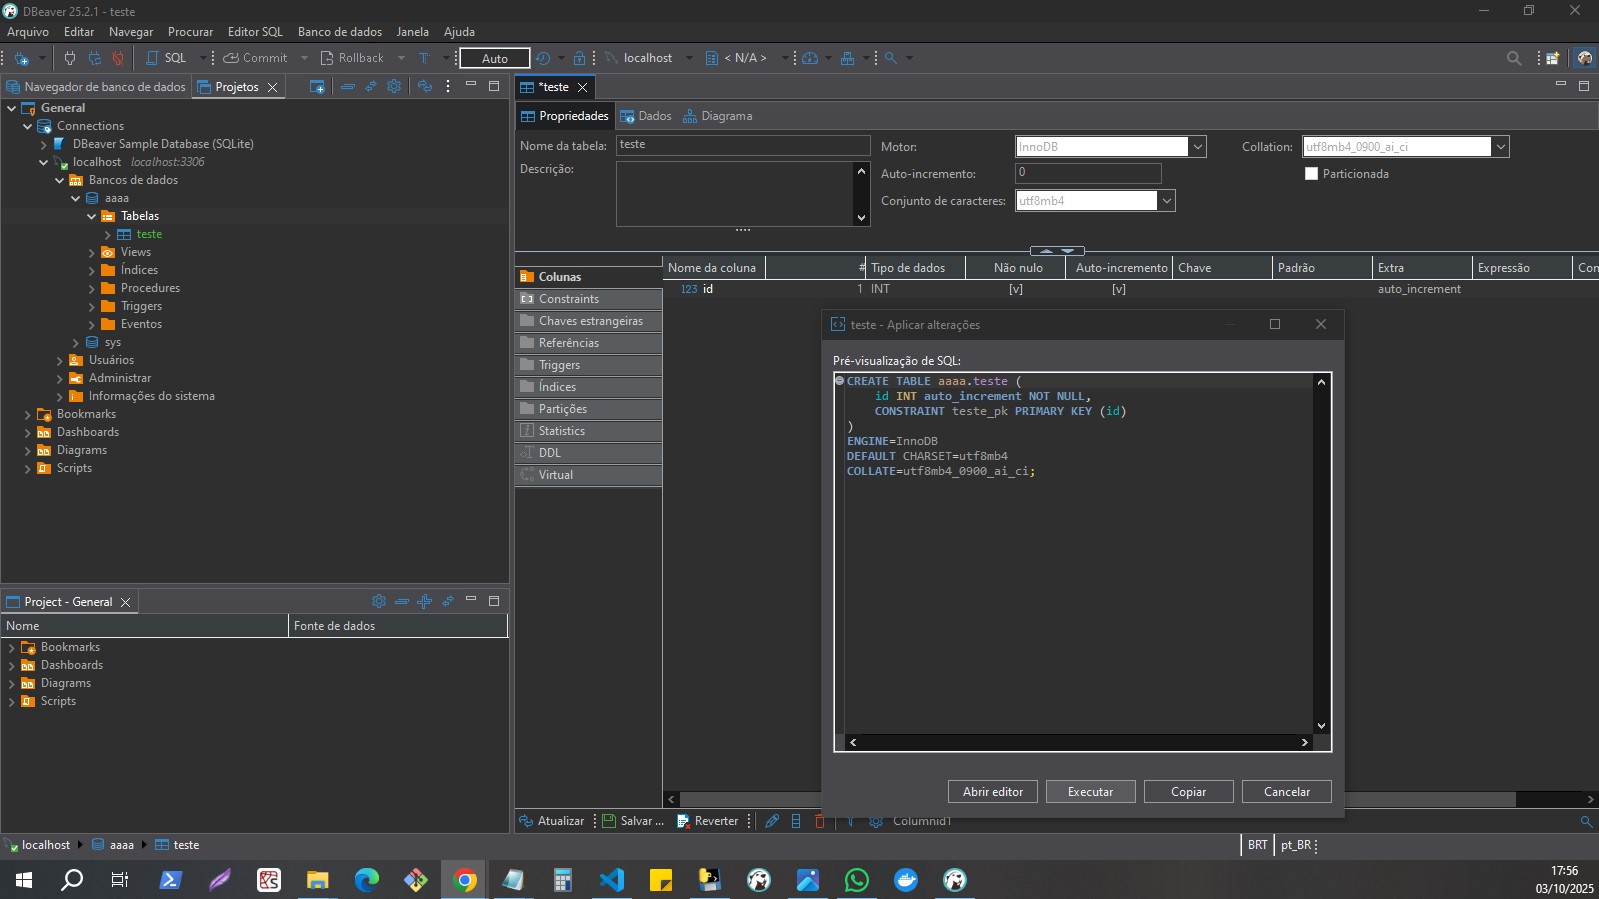 DBeaver 25.2.1 - teste
Arquivo Editar Navegar Procurar Editor SQL Banco de dados Janela Ajuda
SQL Commit Rollback Auto localhost < N/A >
Navegador de banco de dados Projetos
General
Connections
DBeaver Sample Database (SQLite)
localhost localhost:3306
Bancos de dados
aaaa
Tabelas
teste
Views
Índices
Procedures
Triggers
Eventos
sys
Usuários
Administrar
Informações do sistema
Bookmarks
Dashboards
Diagrams
Scripts
Project - General
Nome Fonte de dados
Bookmarks
Dashboards
Diagrams
Scripts
*teste
Propriedades Dados Diagrama
Nome da tabela: teste Motor: InnoDB Collation: utf8mb4_0900_ai_ci
Descrição: Auto-incremento: 0 Particionada
Conjunto de caracteres: utf8mb4
Colunas
Constraints
Chaves estrangeiras
Referências
Triggers
Índices
Partições
Statistics
DDL
Virtual
Nome da coluna # Tipo de dados Não nulo Auto-incremento Chave Padrão Extra Expressão Con
123 id 1 INT [v] [v] auto_increment
teste - Aplicar alterações
Pré-visualização de SQL:
CREATE TABLE aaaa.teste (
id INT auto_increment NOT NULL,
CONSTRAINT teste_pk PRIMARY KEY (id)
)
ENGINE=InnoDB
DEFAULT CHARSET=utf8mb4
COLLATE=utf8mb4_0900_ai_ci;
Abrir editor Executar Copiar Cancelar
Atualizar Salvar ... Reverter Columnid1
localhost aaaa teste
BRT pt_BR
17:56
03/10/2025